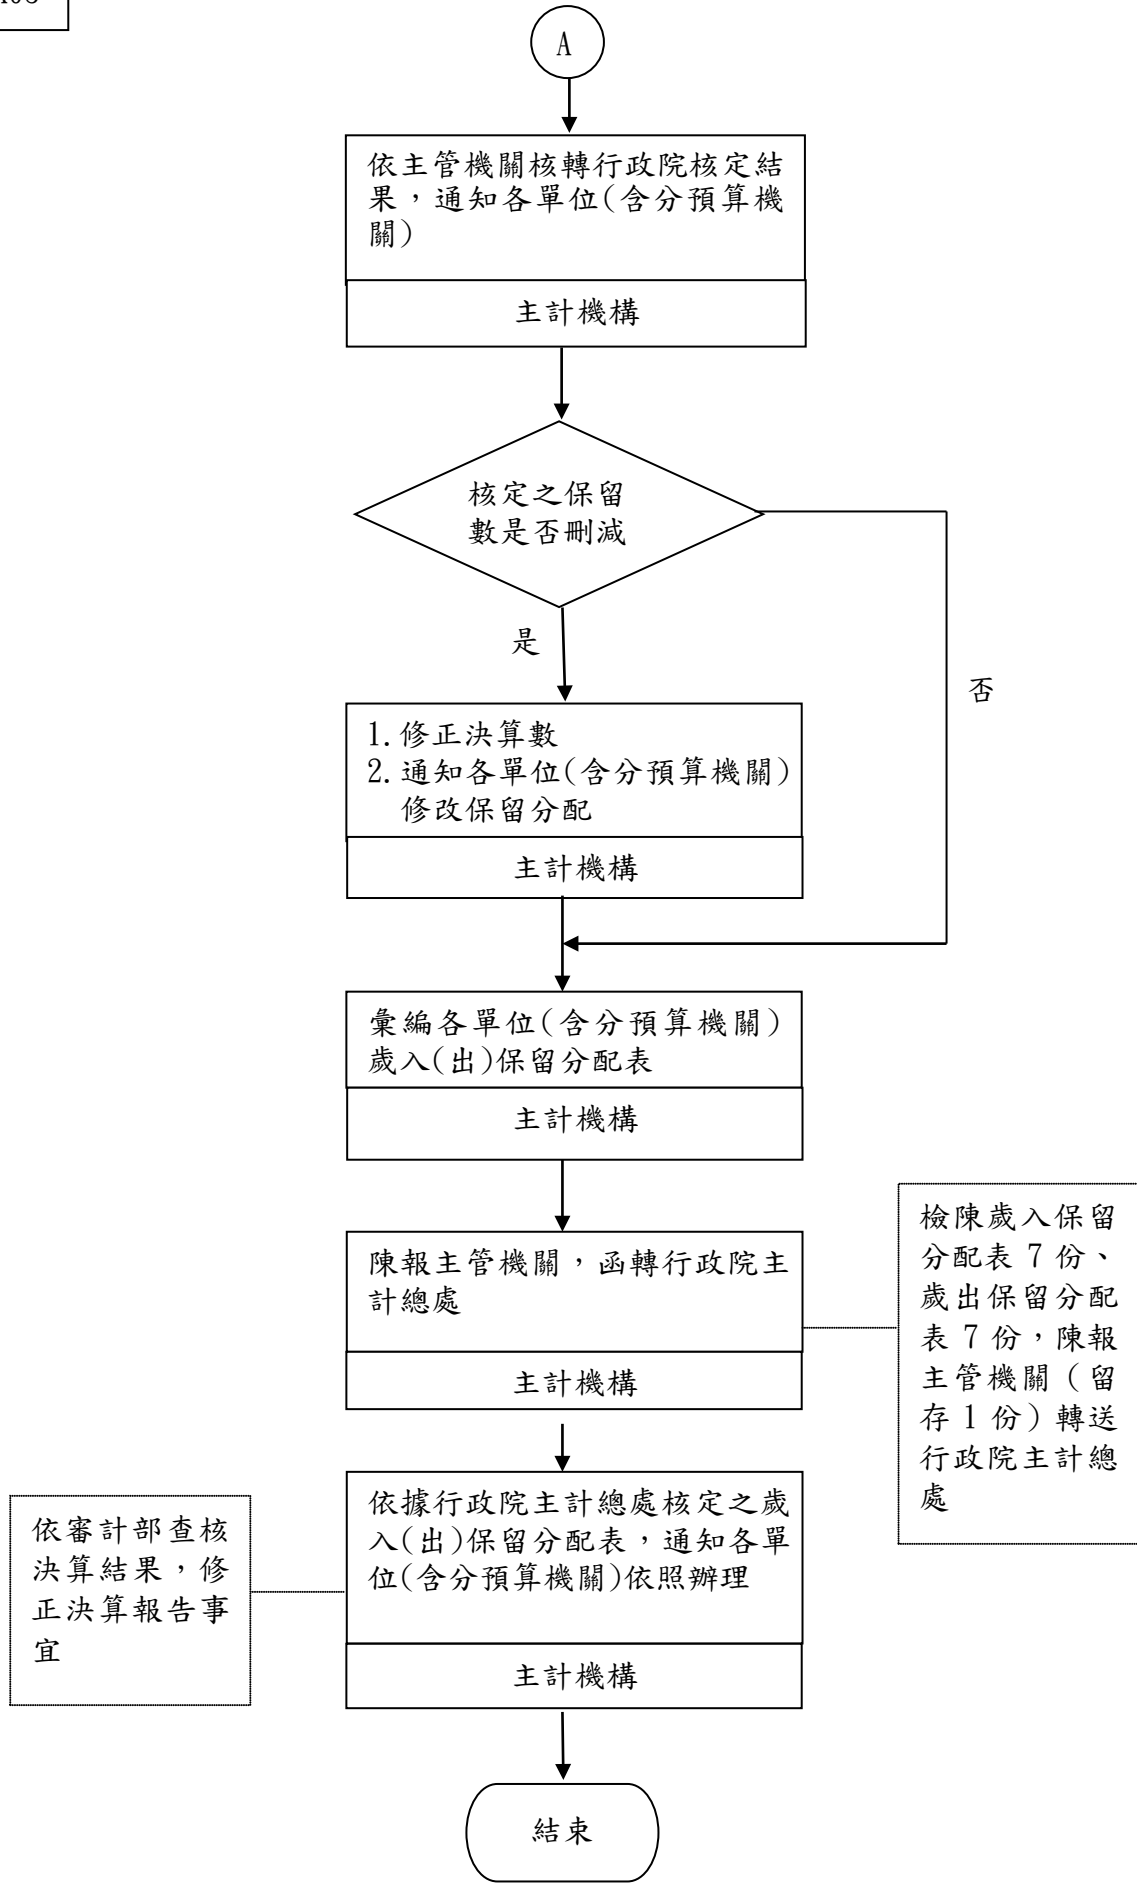 A
依主管機關核轉行政院核定結
果，通知各單位(含分預算機
關)
主計機構
核定之保留
數是否刪減
是
否
1.修正決算數
2.通知各單位(含分預算機關)
修改保留分配
主計機構
彙編各單位(含分預算機關)
歲入(出)保留分配表
主計機構
陳報主管機關，函轉行政院主
計總處
主計機構
檢陳歲入保留
分配表 7 份、
歲出保留分配
表 7 份，陳報
主管機關（留
存 1 份）轉送
行政院主計總
處
依據行政院主計總處核定之歲
入(出)保留分配表，通知各單
位(含分預算機關)依照辦理
主計機構
依審計部查核
決算結果，修
正決算報告事
宜
結束